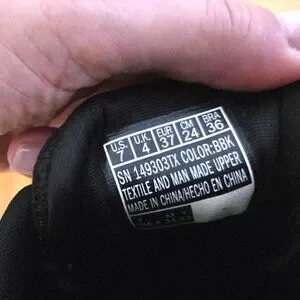 U.S. U.K. EUR CM BRA
7 4 37 24 36
SN 149303TX COLOR:BBK
TEXTILE AND MAN MADE UPPER
MADE IN CHINA/HECHO EN CHINA